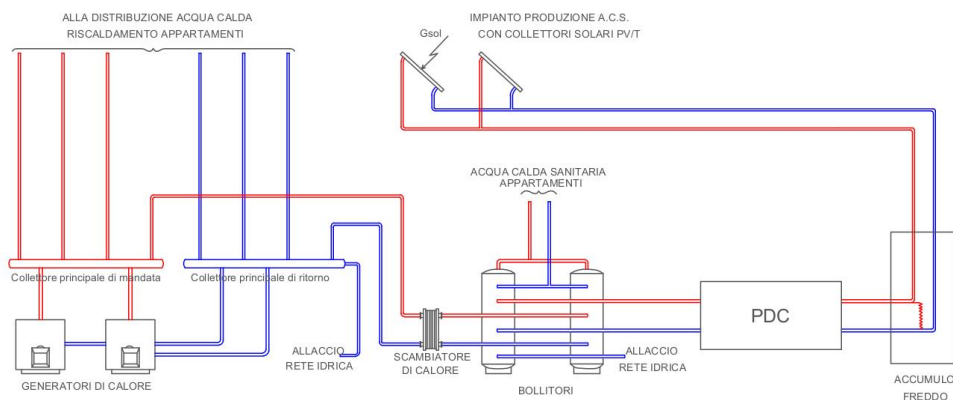 ALLA DISTRIBUZIONE ACQUA CALDA
RISCALDAMENTO APPARTAMENTI
Gsol
IMPIANTO PRODUZIONE A.C.S.
CON COLLETTORI SOLARI PV/T
ACQUA CALDA SANITARIA
APPARTAMENTI
Collettore principale di mandata
Collettore principale di ritorno
PDC
ALLACCIO
RETE IDRICA
SCAMBIATORE
DI CALORE
ALLACCIO
RETE IDRICA
GENERATORI DI CALORE
BOLLITORI
ACCUMULO
FREDDO